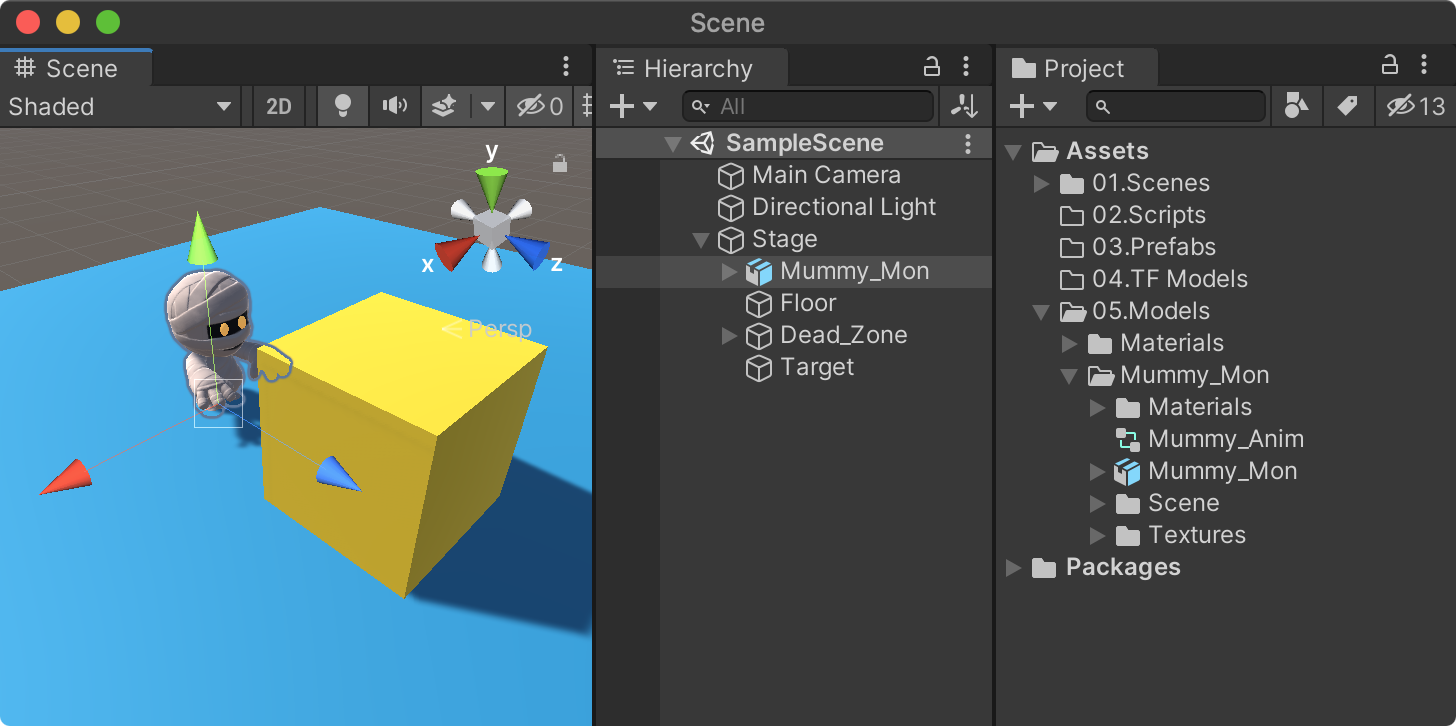 Scene
Scene
Shaded
2D
0
y
x
z
Persp
Hierarchy
All
SampleScene
Main Camera
Directional Light
Stage
Mummy_Mon
Floor
Dead_Zone
Target
Project
13
Assets
01.Scenes
02.Scripts
03.Prefabs
04.TF Models
05.Models
Materials
Mummy_Mon
Materials
Mummy_Anim
Mummy_Mon
Scene
Textures
Packages